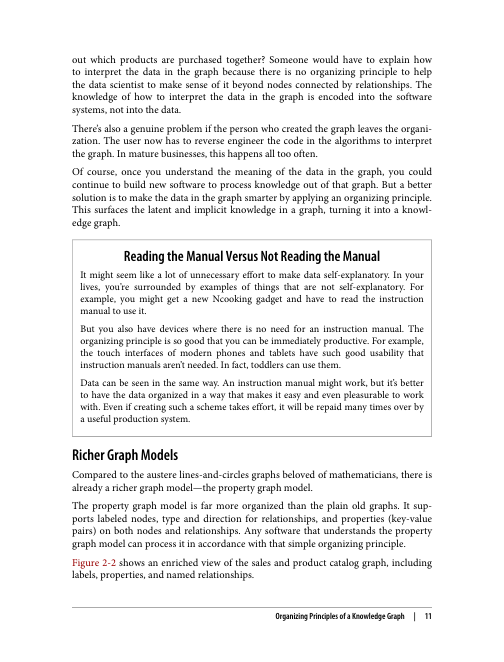 out which products are purchased together? Someone would have to explain how
to interpret the data in the graph because there is no organizing principle to help
the data scientist to make sense of it beyond nodes connected by relationships. The
knowledge of how to interpret the data in the graph is encoded into the software
systems, not into the data.
There's also a genuine problem if the person who created the graph leaves the organi-
zation. The user now has to reverse engineer the code in the algorithms to interpret
the graph. In mature businesses, this happens all too often.
Of course, once you understand the meaning of the data in the graph, you could
continue to build new software to process knowledge out of that graph. But a better
solution is to make the data in the graph smarter by applying an organizing principle.
This surfaces the latent and implicit knowledge in a graph, turning it into a knowl-
edge graph.
Reading the Manual Versus Not Reading the Manual
It might seem like a lot of unnecessary effort to make data self-explanatory. In your
lives, you're surrounded by examples of things that are not self-explanatory. For
example, you might get a new Ncooking gadget and have to read the instruction
manual to use it.
But you also have devices where there is no need for an instruction manual. The
organizing principle is so good that you can be immediately productive. For example,
the touch interfaces of modern phones and tablets have such good usability that
instruction manuals aren't needed. In fact, toddlers can use them.
Data can be seen in the same way. An instruction manual might work, but it's better
to have the data organized in a way that makes it easy and even pleasurable to work
with. Even if creating such a scheme takes effort, it will be repaid many times over by
a useful production system.
Richer Graph Models
Compared to the austere lines-and-circles graphs beloved of mathematicians, there is
already a richer graph model—the property graph model.
The property graph model is far more organized than the plain old graphs. It sup-
ports labeled nodes, type and direction for relationships, and properties (key-value
pairs) on both nodes and relationships. Any software that understands the property
graph model can process it in accordance with that simple organizing principle.
Figure 2-2 shows an enriched view of the sales and product catalog graph, including
labels, properties, and named relationships.
Organizing Principles of a Knowledge Graph | 11